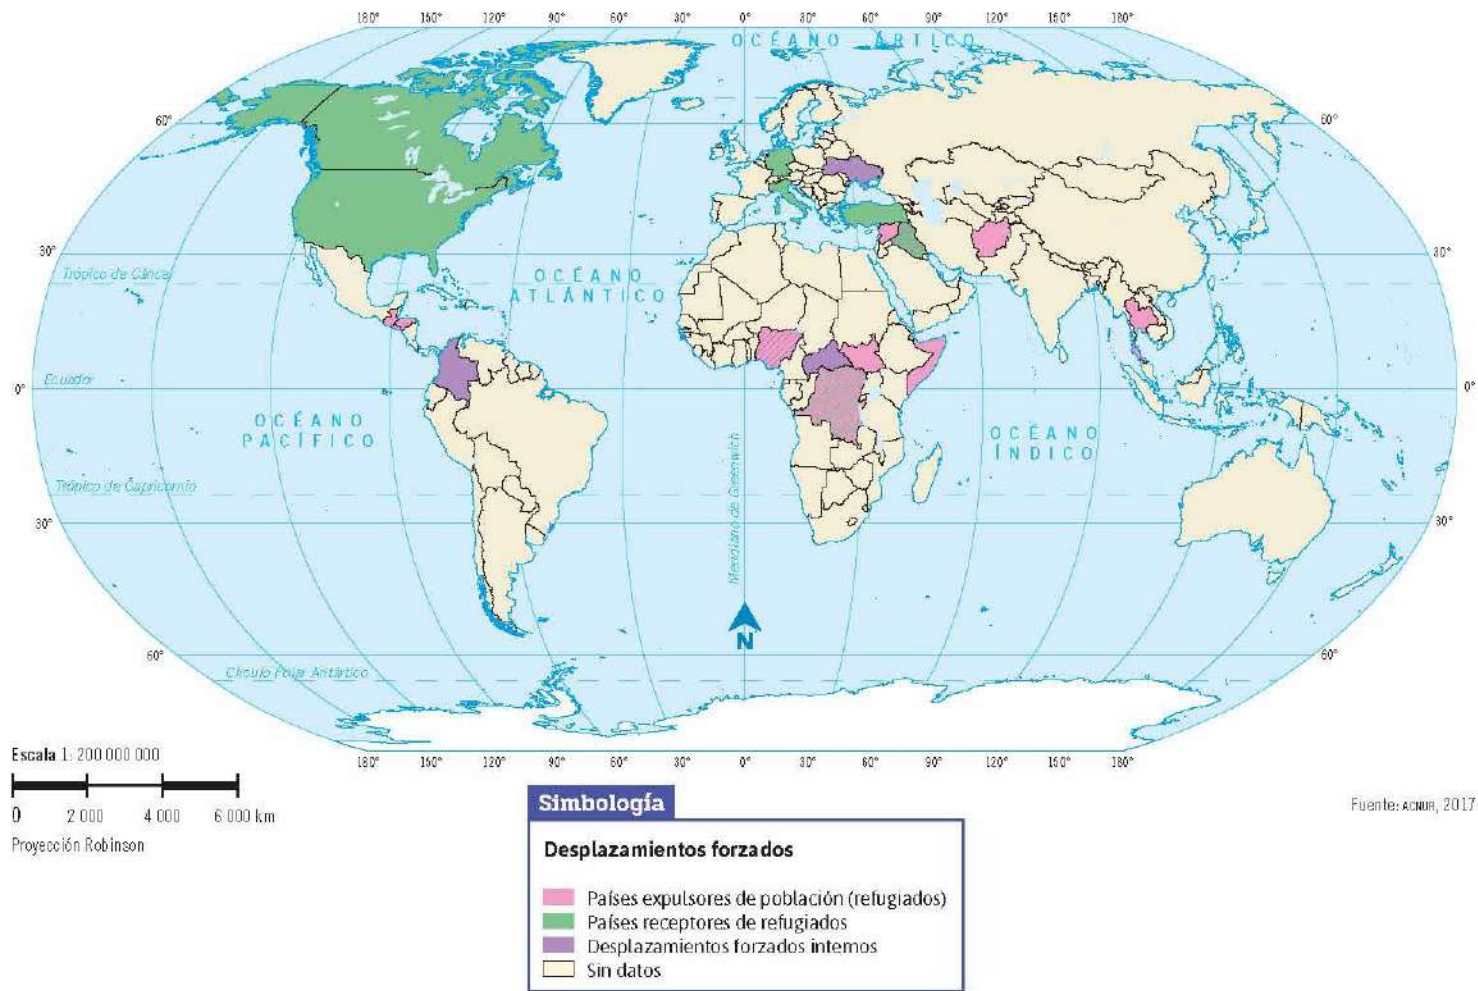 180° 150° 120° 90° 60° 30° 0° 30° 60° 90° 120° 150° 180°
OCÉANO ÁRTICO
60° 60°
30° 30°
Trópico de Cáncer
OCÉANO
ATLÁNTICO
Ecuador
0° 0°
OCÉANO
PACÍFICO
OCÉANO
ÍNDICO
Meridiano de Greenwich
Trópico de Capricornio
30° 30°
N
60° 60°
Círculo Polar Antártico
180° 150° 120° 90° 60° 30° 0° 30° 60° 90° 120° 150° 180°
Escala 1: 200 000 000
0 2 000 4 000 6 000 km
Proyección Robinson
Fuente: ACNUR, 2017
Simbología
Desplazamientos forzados
Países expulsores de población (refugiados)
Países receptores de refugiados
Desplazamientos forzados internos
Sin datos